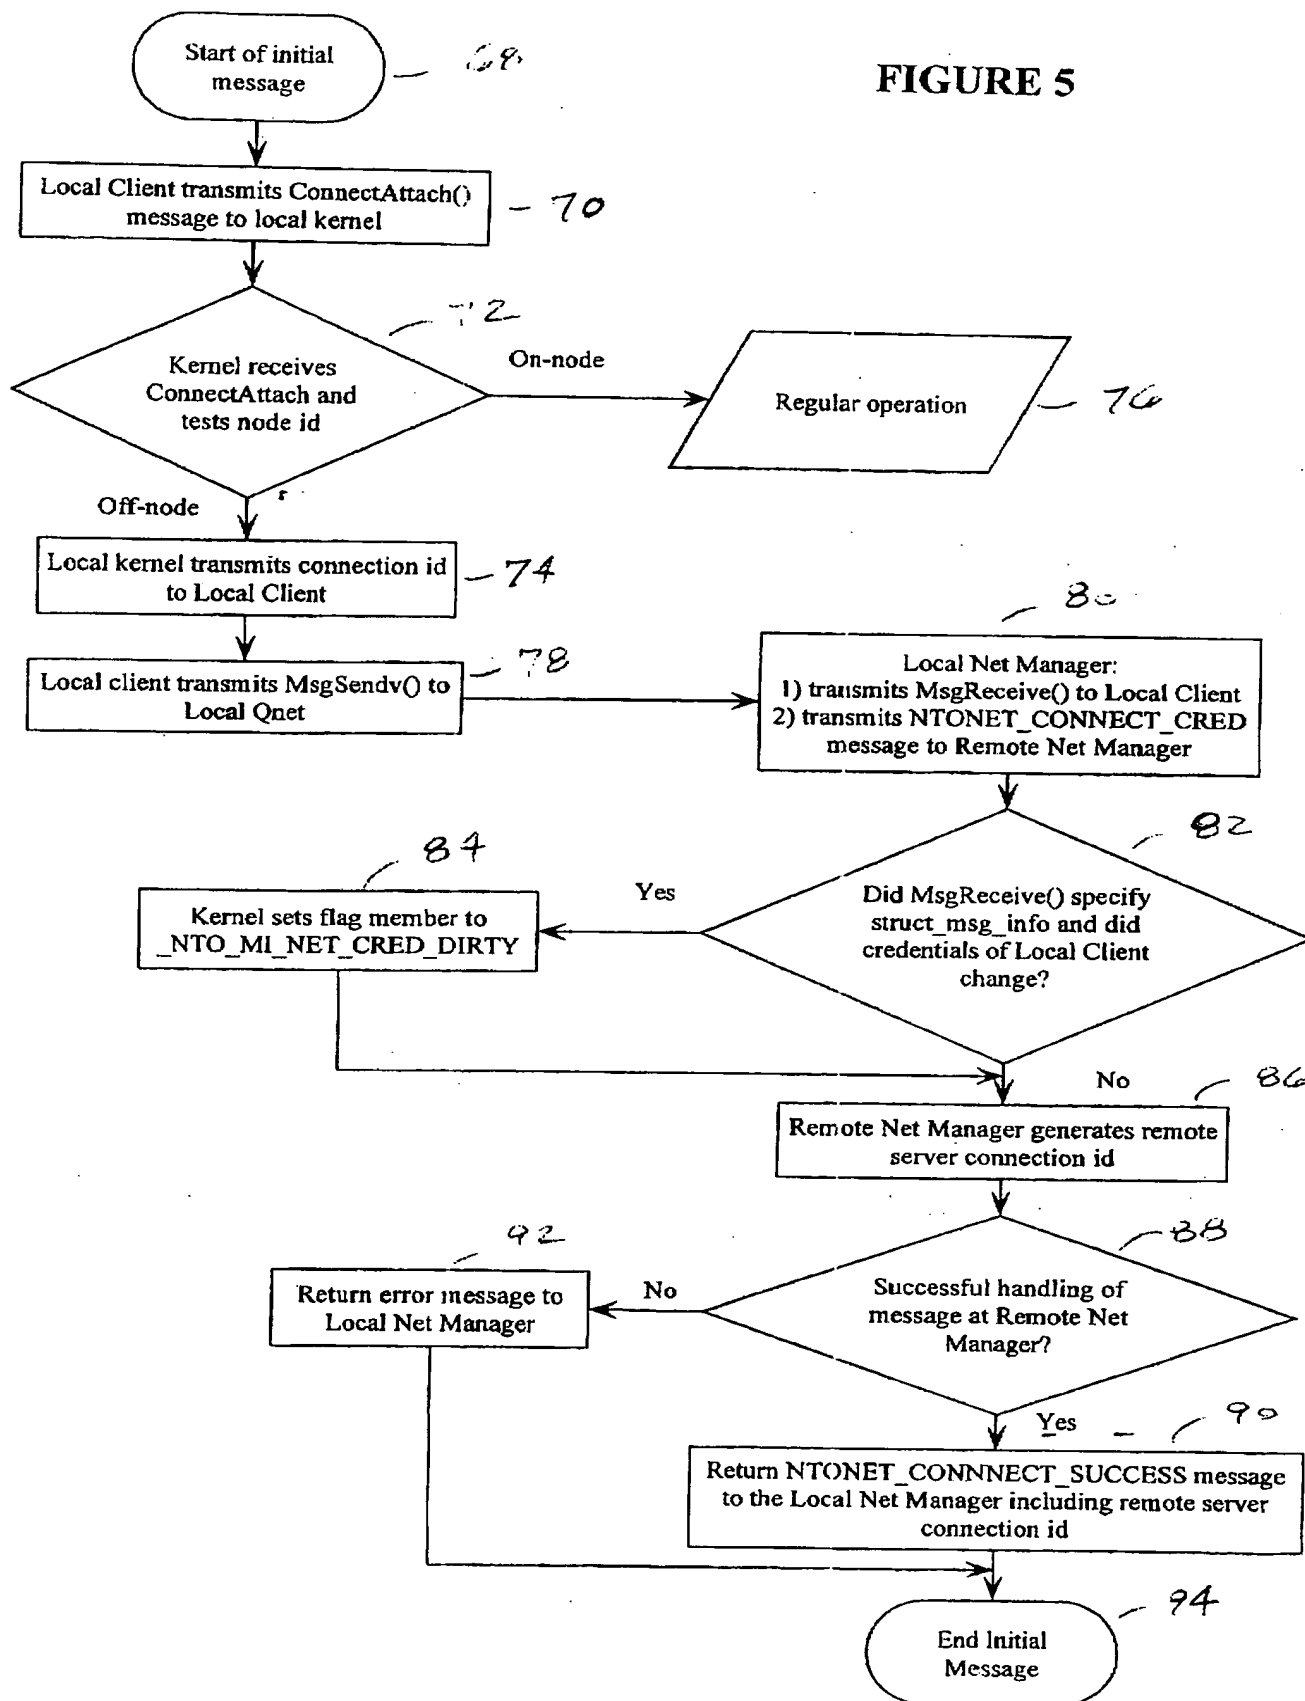 FIGURE 5
Start of initial
message
68
Local Client transmits ConnectAttach()
message to local kernel
70
72
Kernel receives
ConnectAttach and
tests node id
On-node
Regular operation
76
Off-node
Local kernel transmits connection id
to Local Client
74
Local client transmits MsgSendv() to
Local Qnet
78
80
Local Net Manager:
1) transmits MsgReceive() to Local Client
2) transmits NTONET_CONNECT_CRED
message to Remote Net Manager
82
Did MsgReceive() specify
struct_msg_info and did
credentials of Local Client
change?
Yes
84
Kernel sets flag member to
_NTO_MI_NET_CRED_DIRTY
No
86
Remote Net Manager generates remote
server connection id
88
Successful handling of
message at Remote Net
Manager?
No
92
Return error message to
Local Net Manager
Yes
90
Return NTONET_CONNNECT_SUCCESS message
to the Local Net Manager including remote server
connection id
94
End Initial
Message